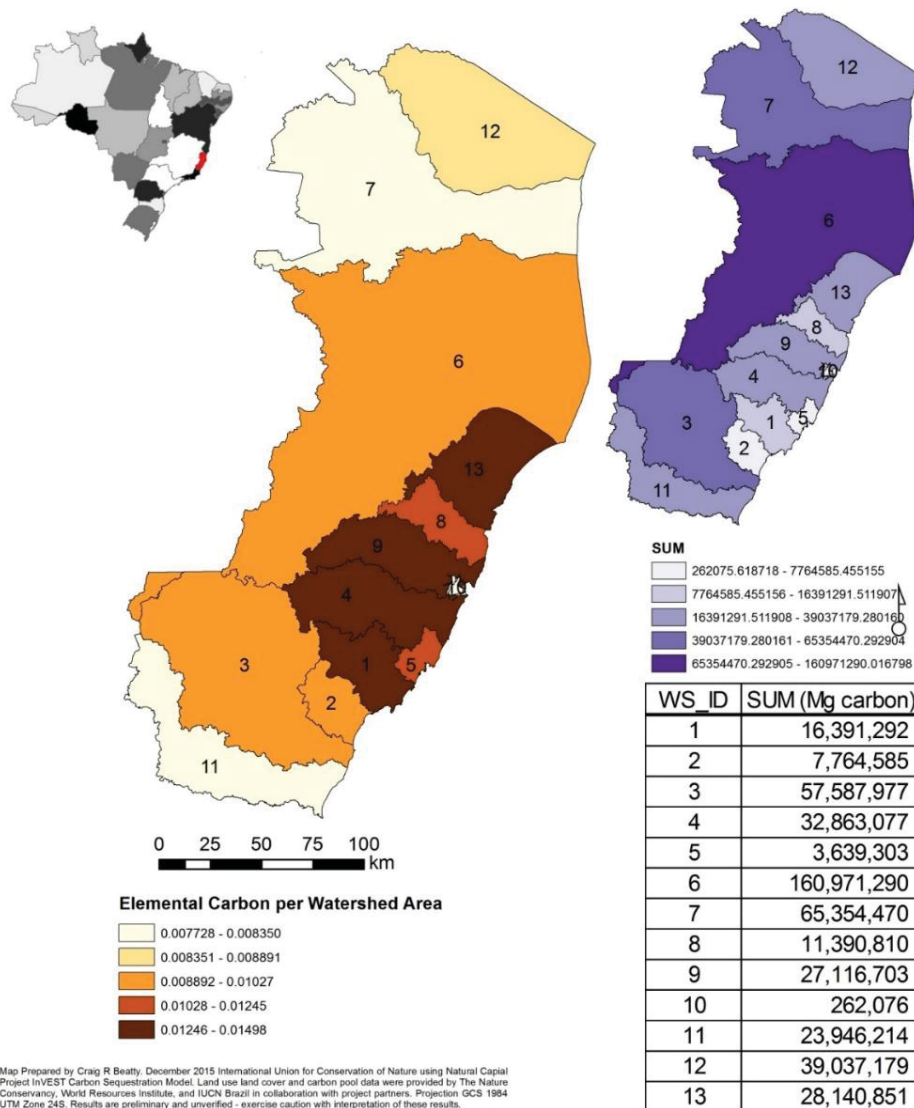 12
7
6
13
8
9
10
4
3
1
5
2
11
12
7
6
13
8
9
10
4
3
1
5
2
11
0 25 50 75 100
km
Elemental Carbon per Watershed Area
0.007728 - 0.008350
0.008351 - 0.008891
0.008892 - 0.01027
0.01028 - 0.01245
0.01246 - 0.01498
SUM
262075.618718 - 7764585.455155
7764585.455156 - 16391291.511907
16391291.511908 - 39037179.280160
39037179.280161 - 65354470.292904
65354470.292905 - 160971290.016798
WS_ID SUM (Mg carbon)
1 16,391,292
2 7,764,585
3 57,587,977
4 32,863,077
5 3,639,303
6 160,971,290
7 65,354,470
8 11,390,810
9 27,116,703
10 262,076
11 23,946,214
12 39,037,179
13 28,140,851
Map Prepared by Craig R Beatty. December 2015 International Union for Conservation of Nature using Natural Capial
Project InVEST Carbon Sequestration Model. Land use land cover and carbon pool data were provided by The Nature
Conservancy, World Resources Institute, and IUCN Brazil in collaboration with project partners. Projection GCS 1984
UTM Zone 24S. Results are preliminary and unverified - exercise caution with interpretation of these results.